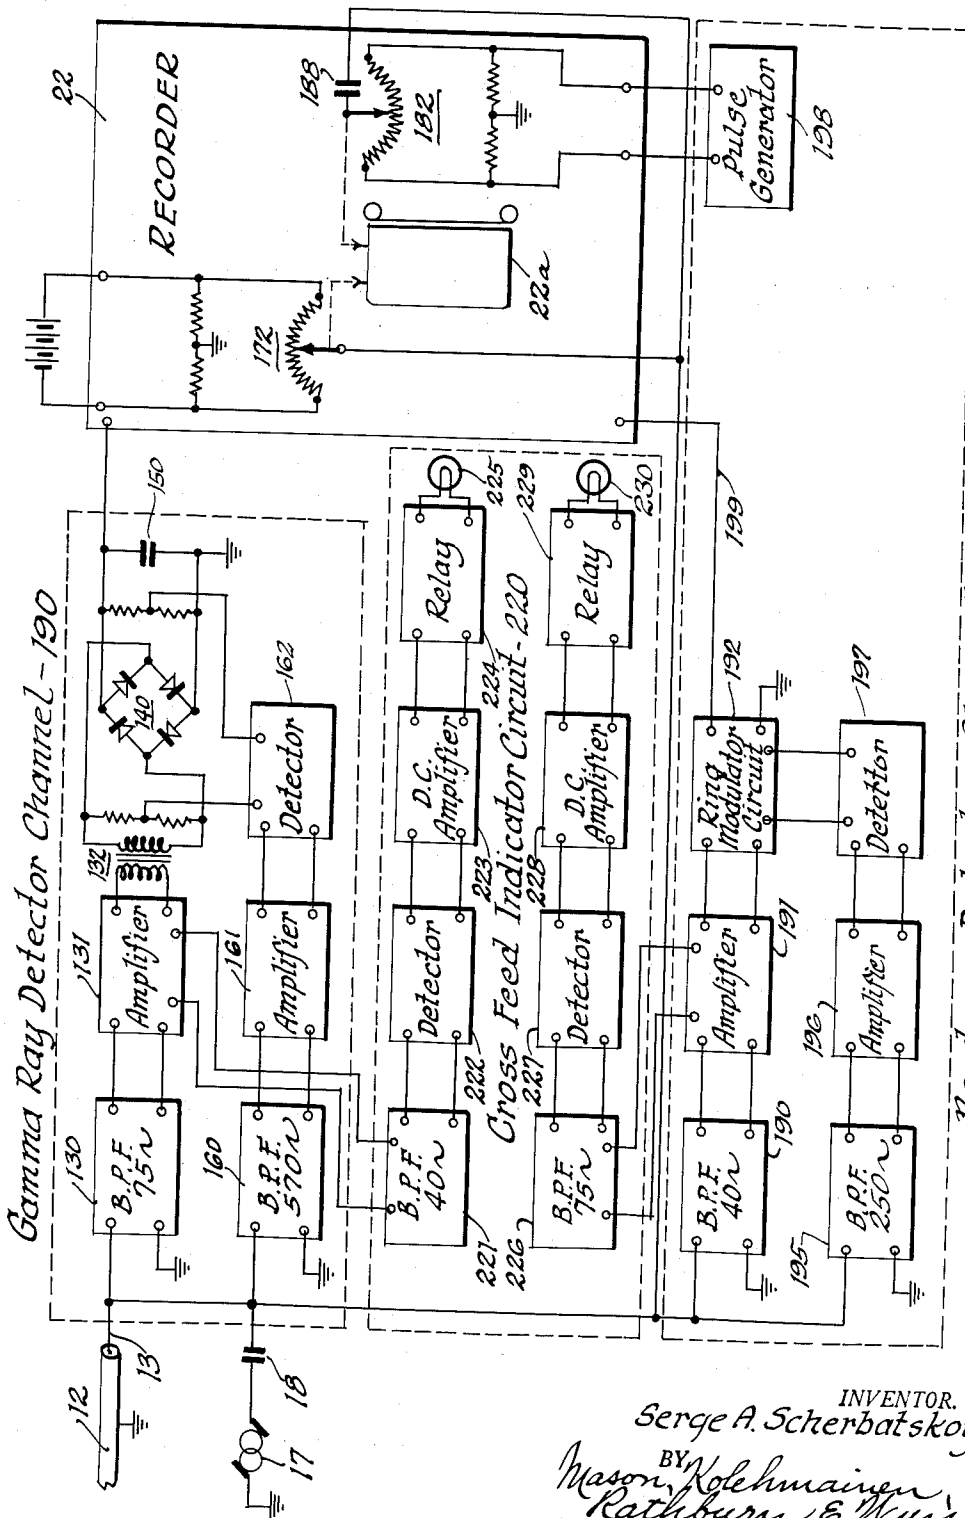 Gamma Ray Detector Channel-190
12
13
17
18
130
B.P.F.
75~
131
Amplifier
132
140
150
160
B.P.F.
570~
161
Amplifier
162
Detector
22
RECORDER
172
188
182
22a
Pulse
Generator
198
Cross Feed Indicator Circuit-220
B.P.F.
40~
221
Detector
222
D.C.
Amplifier
223
Relay
224
225
226
B.P.F.
75~
227
Detector
228
D.C.
Amplifier
229
Relay
230
B.P.F.
40~
190
Amplifier
191
Ring
Modulator
Circuit
192
199
195
B.P.F.
250~
196
Amplifier
Detector
197
INVENTOR.
Serge A. Scherbatskoy
BY
Mason, Kolehmainen,
Rathburn &